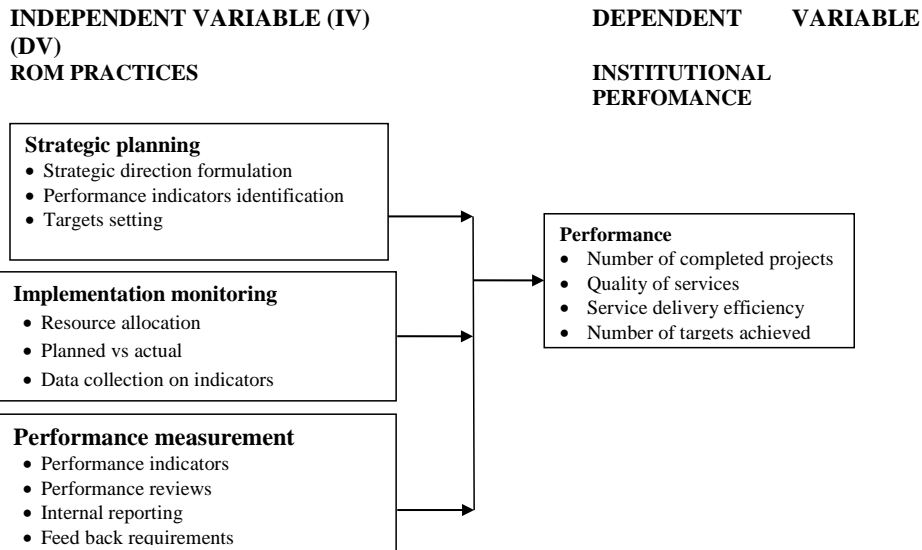 INDEPENDENT VARIABLE (IV)
(DV)
ROM PRACTICES
DEPENDENT VARIABLE
INSTITUTIONAL
PERFOMANCE
Strategic planning
• Strategic direction formulation
• Performance indicators identification
• Targets setting
Implementation monitoring
• Resource allocation
• Planned vs actual
• Data collection on indicators
Performance measurement
• Performance indicators
• Performance reviews
• Internal reporting
• Feed back requirements
Performance
• Number of completed projects
• Quality of services
• Service delivery efficiency
• Number of targets achieved